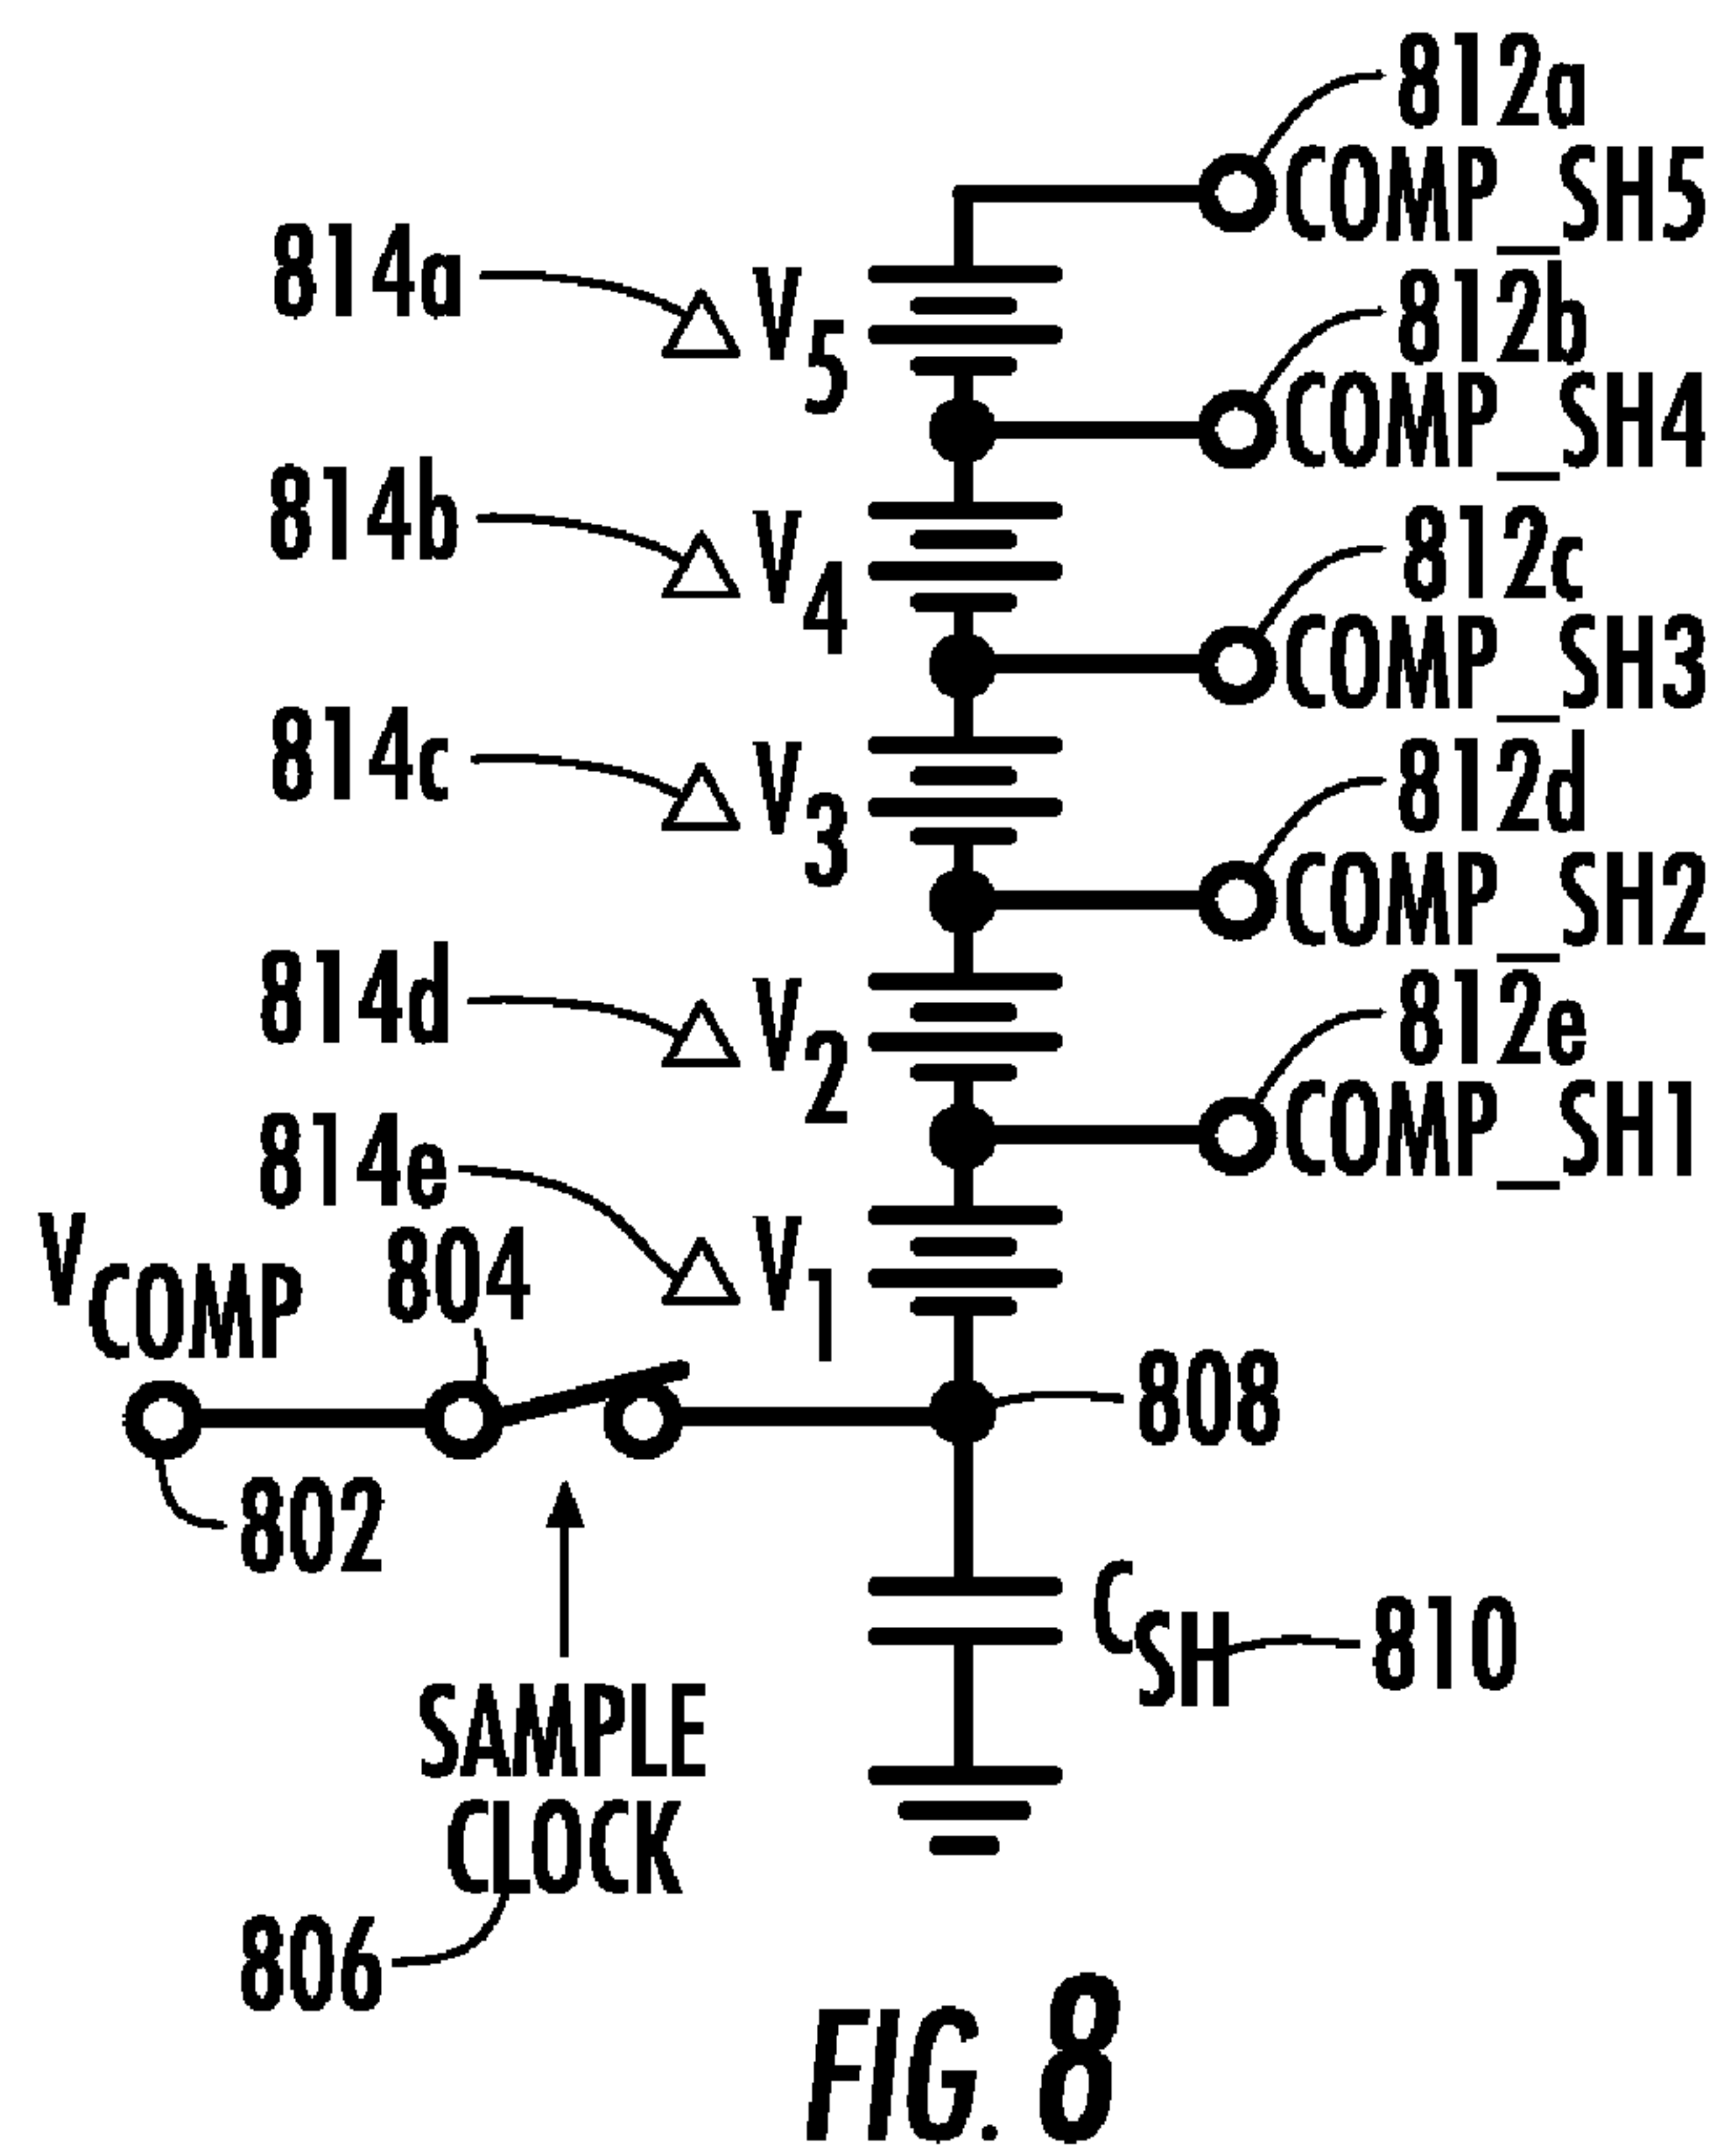 812a
COMP_SH5
814a
△V5
812b
COMP_SH4
814b
△V4
812c
COMP_SH3
814c
△V3
812d
COMP_SH2
814d
△V2
812e
COMP_SH1
814e
△V1
VCOMP
804
808
802
CSH
810
SAMPLE
CLOCK
806
FIG. 8